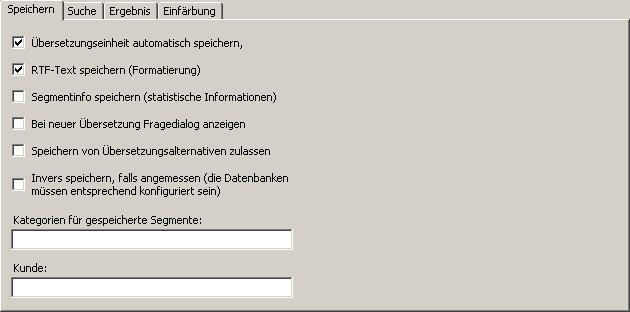 Speichern Suche Ergebnis Einfärbung
Übersetzungseinheit automatisch speichern,
RTF-Text speichern (Formatierung)
Segmentinfo speichern (statistische Informationen)
Bei neuer Übersetzung Fragedialog anzeigen
Speichern von Übersetzungsalternativen zulassen
Invers speichern, falls angemessen (die Datenbanken
müssen entsprechend konfiguriert sein)
Kategorien für gespeicherte Segmente:
Kunde: